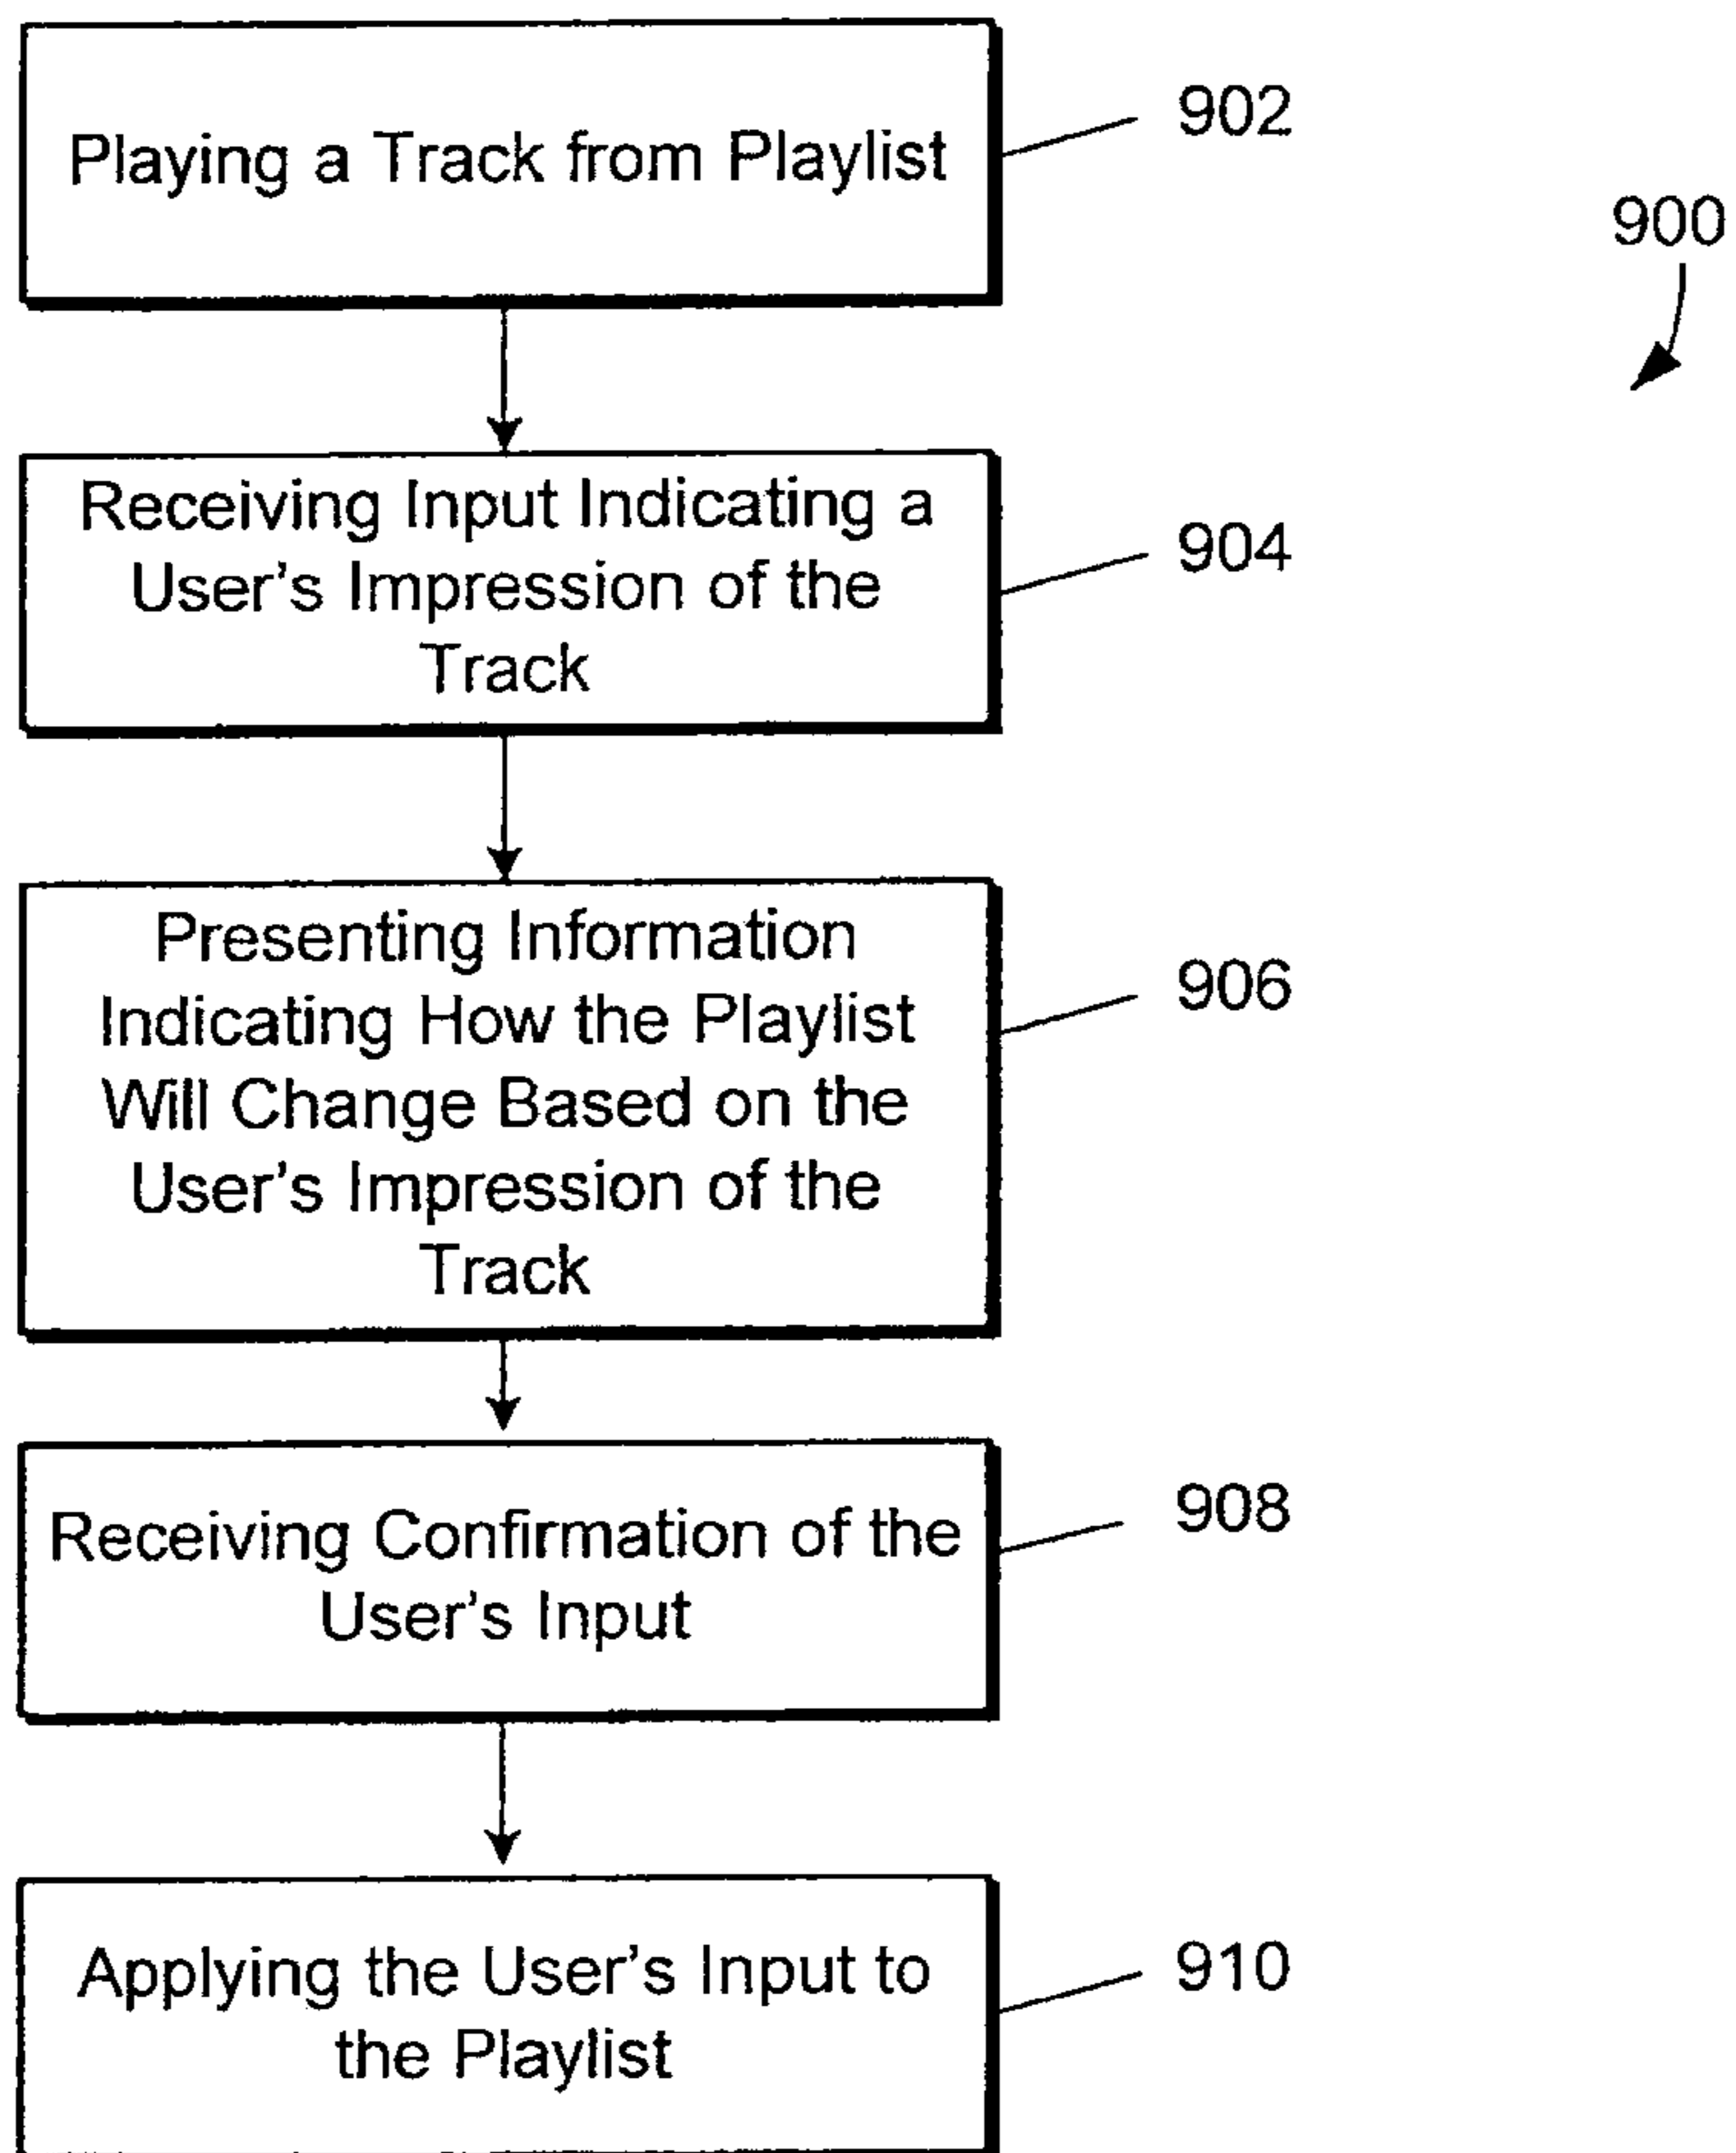 Playing a Track from Playlist
902
900
Receiving Input Indicating a
User's Impression of the
Track
904
Presenting Information
Indicating How the Playlist
Will Change Based on the
User's Impression of the
Track
906
Receiving Confirmation of the
User's Input
908
Applying the User's Input to
the Playlist
910